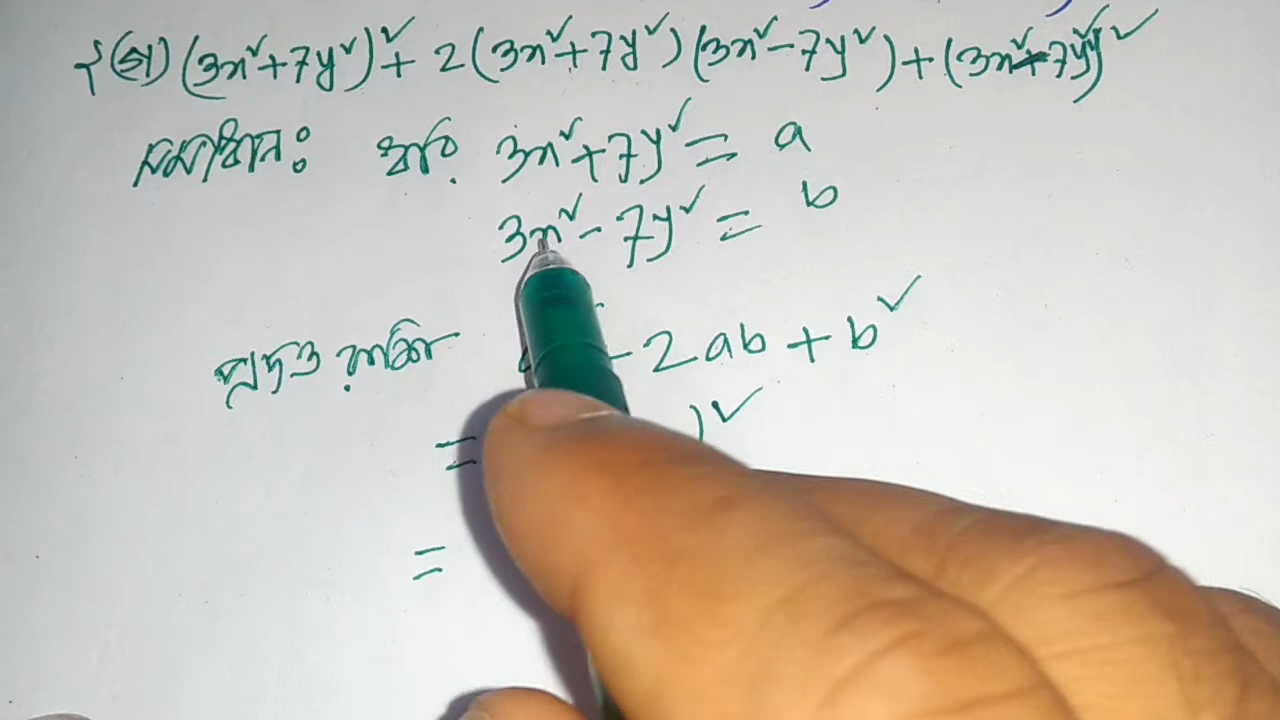 (3x²+7y²)²+ 2(3x²+7y²)(3x²-7y²)+(3x²-7y²)²
সমাধানঃ ধরি, 3x²+7y² = a
3x²- 7y² = b
প্রদত্ত রাশি - 2ab + b²
= )²
=